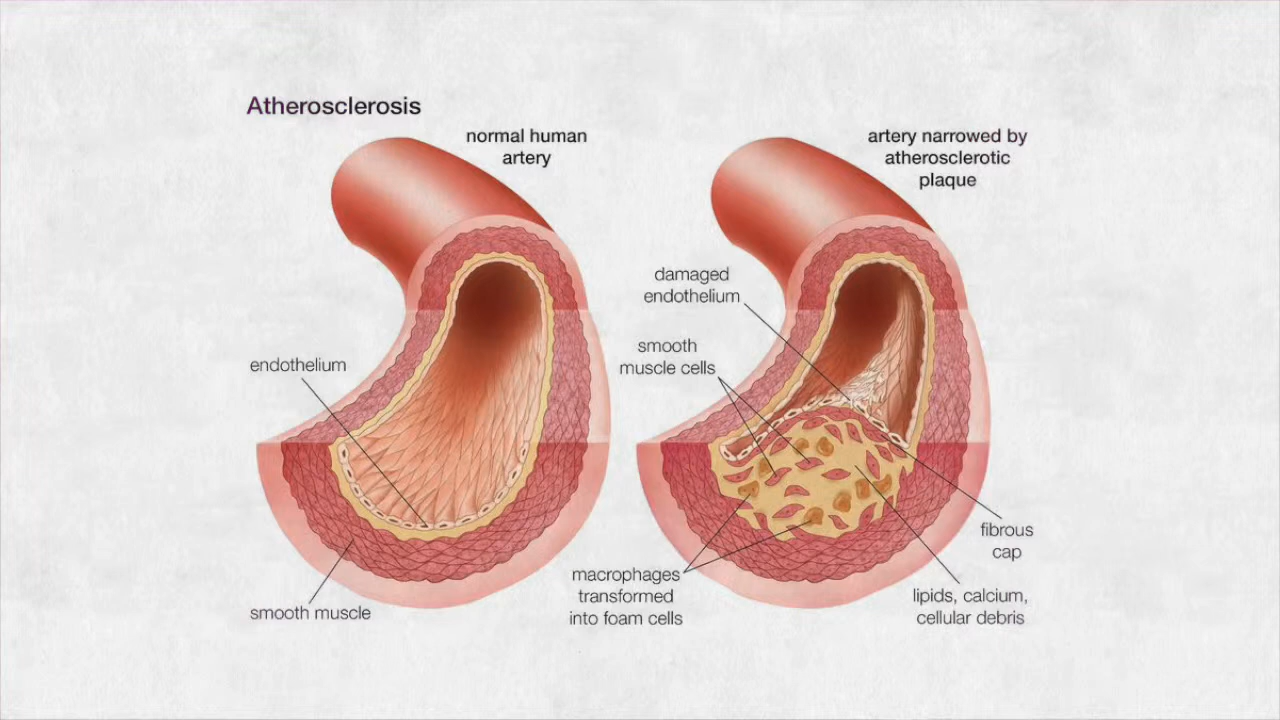 Atherosclerosis
normal human
artery
artery narrowed by
atherosclerotic
plaque
damaged
endothelium
smooth
muscle cells
endothelium
fibrous
cap
macrophages
transformed
into foam cells
lipids, calcium,
cellular debris
smooth muscle